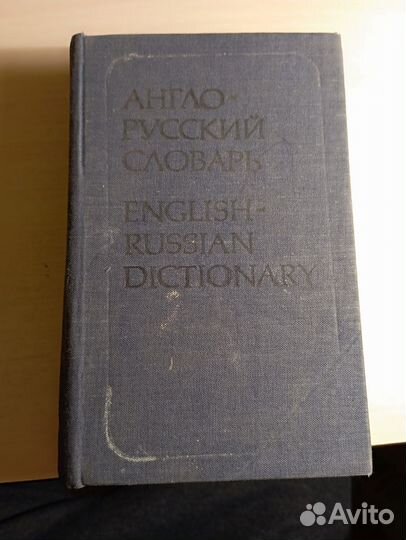 АНГЛО-
РУССКИЙ
СЛОВАРЬ
ENGLISH-
RUSSIAN
DICTIONARY
Avito